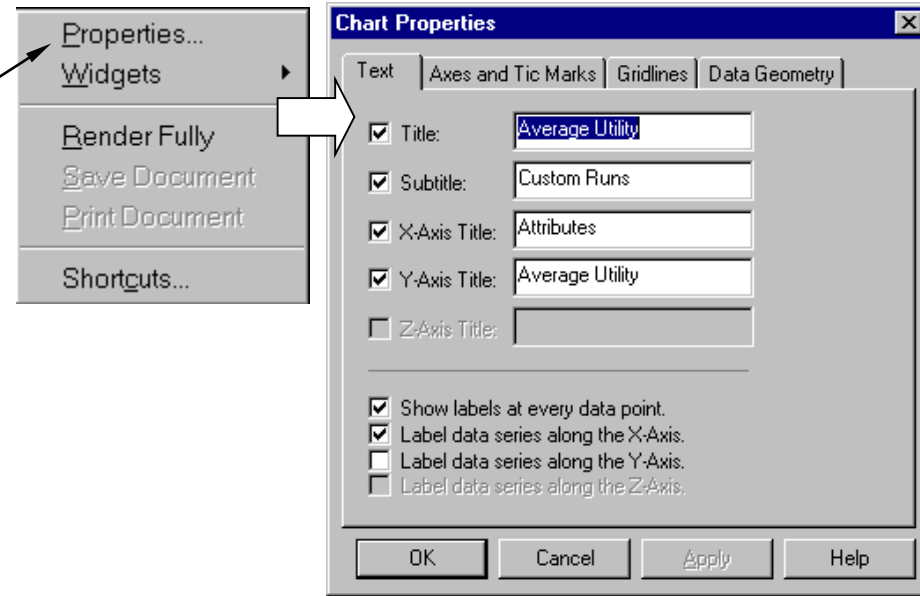 Properties...
Widgets
Render Fully
Save Document
Print Document
Shortcuts...
Chart Properties
Text
Axes and Tic Marks
Gridlines
Data Geometry
Title:
Average Utility
Subtitle:
Custom Runs
X-Axis Title:
Attributes
Y-Axis Title:
Average Utility
Z-Axis Title:
Show labels at every data point.
Label data series along the X-Axis.
Label data series along the Y-Axis.
Label data series along the Z-Axis.
OK
Cancel
Apply
Help